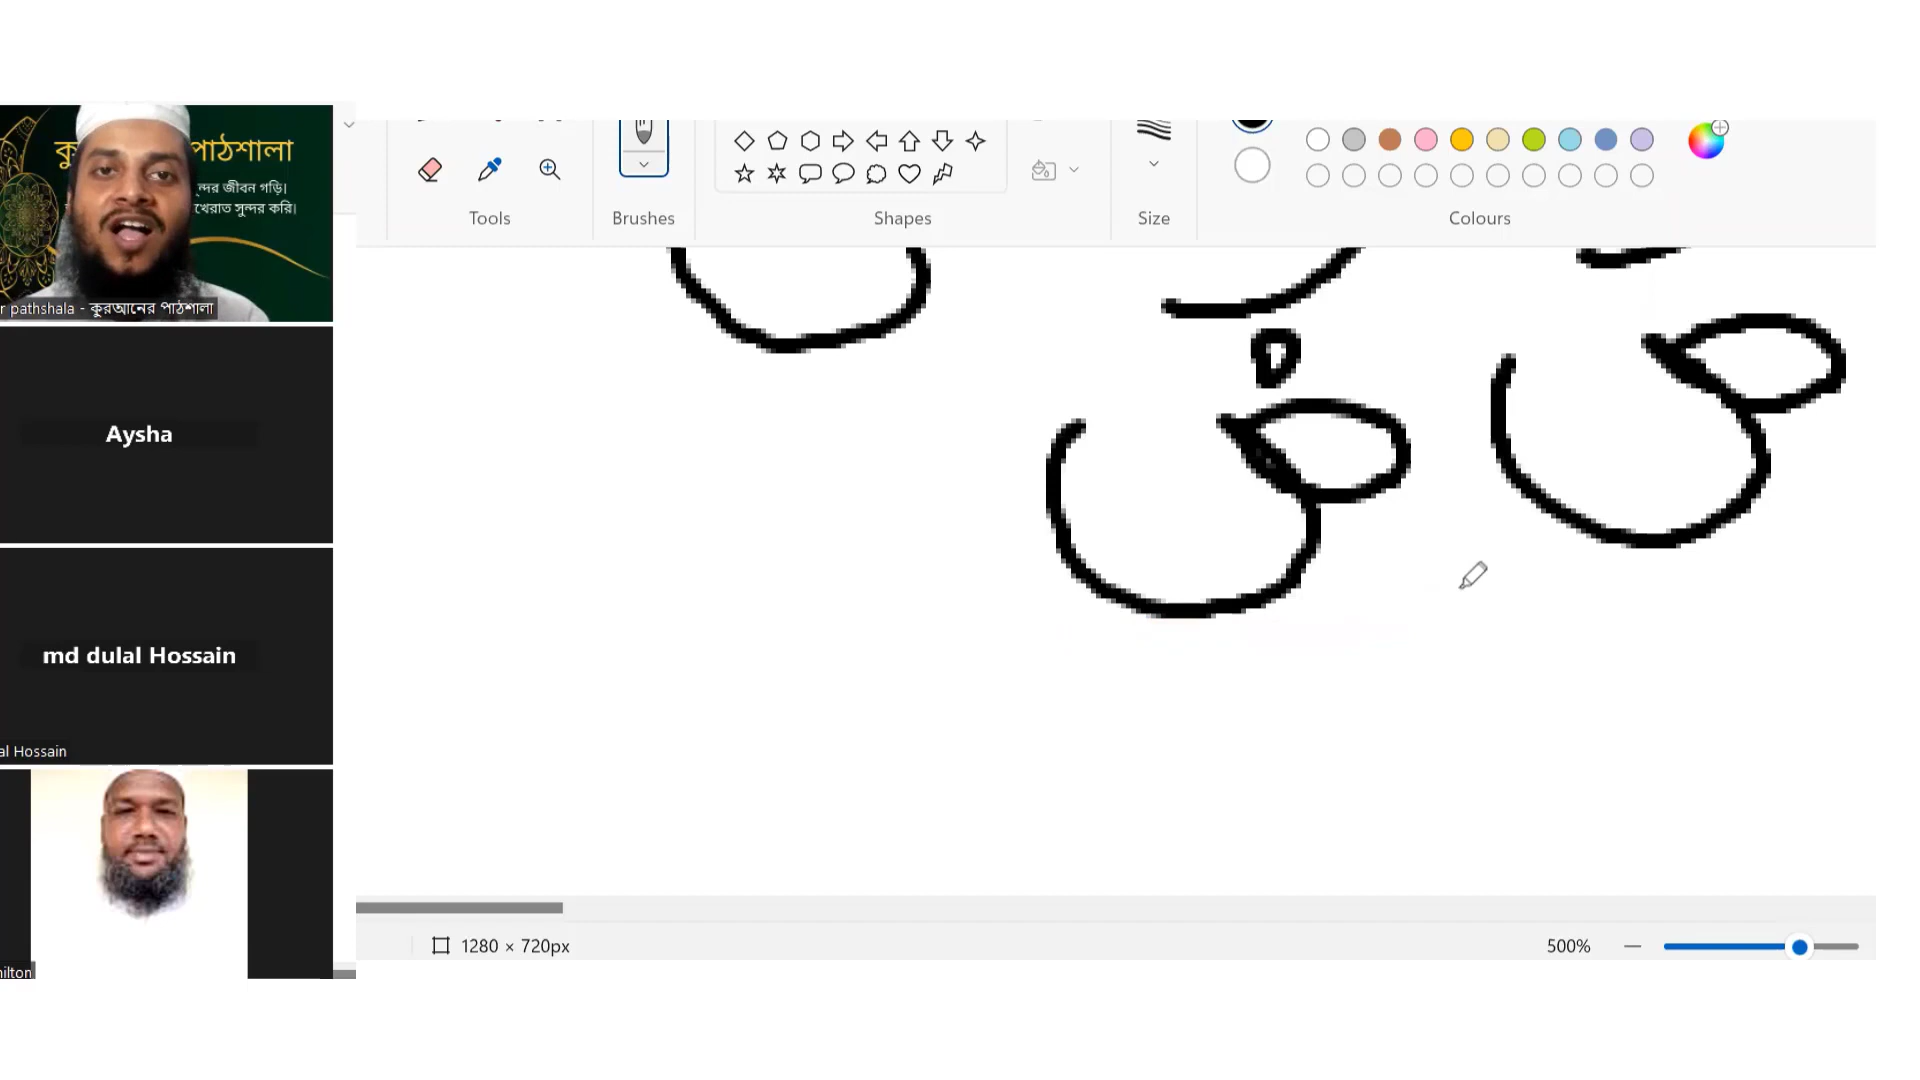 পাঠশালা
ন্দর জীবন গড়ি।
খেরাত সুন্দর করি।
r pathshala - কুরআনের পাঠশালা
Aysha
md dulal Hossain
al Hossain
ilton
Tools
Brushes
Shapes
Size
Colours
1280 × 720px
500%